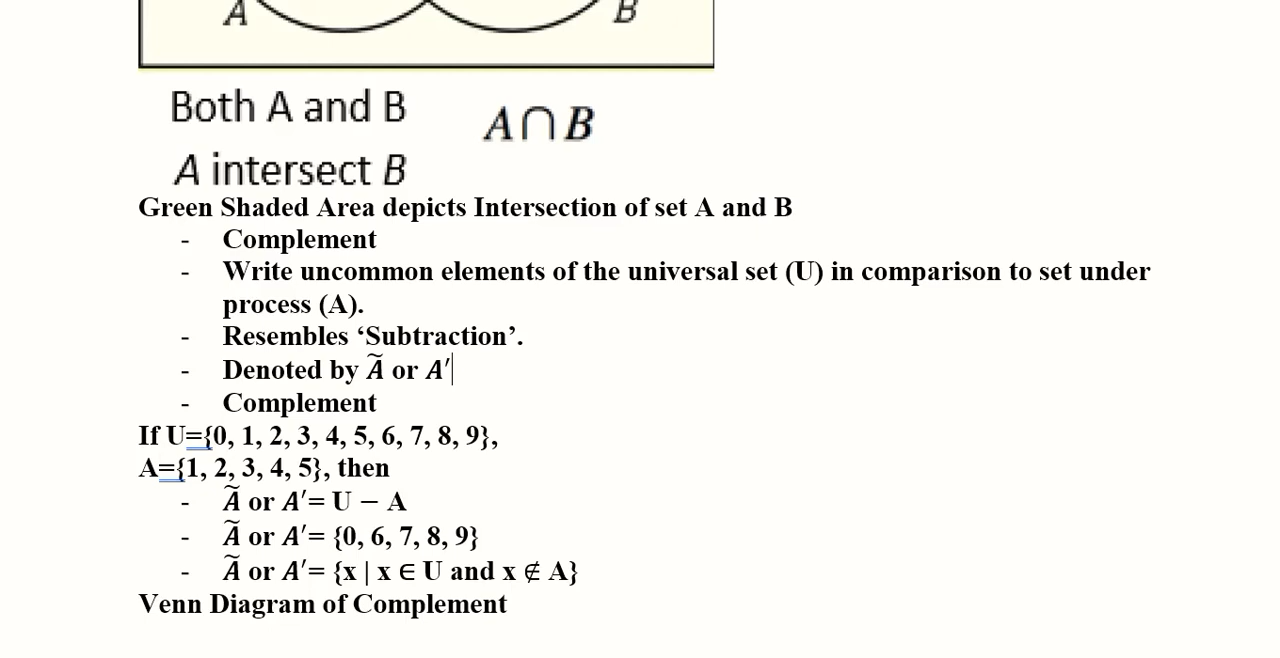 A B
Both A and B A∩B
A intersect B
Green Shaded Area depicts Intersection of set A and B
- Complement
- Write uncommon elements of the universal set (U) in comparison to set under
process (A).
- Resembles ‘Subtraction’.
- Denoted by Ã or A′
- Complement
If U={0, 1, 2, 3, 4, 5, 6, 7, 8, 9},
A={1, 2, 3, 4, 5}, then
- Ã or A′= U − A
- Ã or A′= {0, 6, 7, 8, 9}
- Ã or A′= {x | x ∈ U and x ∉ A}
Venn Diagram of Complement